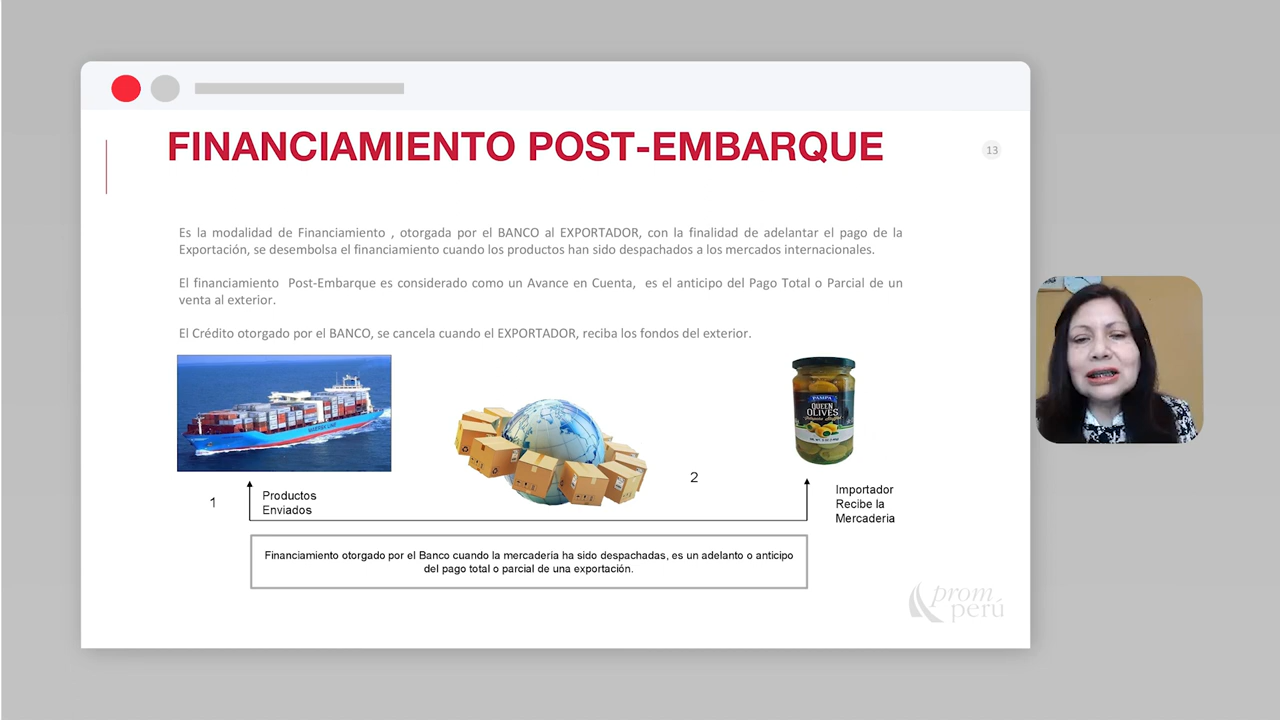 FINANCIAMIENTO POST-EMBARQUE
13
Es la modalidad de Financiamiento , otorgada por el BANCO al EXPORTADOR, con la finalidad de adelantar el pago de la
Exportación, se desembolsa el financiamiento cuando los productos han sido despachados a los mercados internacionales.
El financiamiento Post-Embarque es considerado como un Avance en Cuenta, es el anticipo del Pago Total o Parcial de un
venta al exterior.
El Crédito otorgado por el BANCO, se cancela cuando el EXPORTADOR, reciba los fondos del exterior.
MAERSK LINE
PAMPA
QUEEN
OLIVES
1
Productos
Enviados
2
Importador
Recibe la
Mercaderia
Financiamiento otorgado por el Banco cuando la mercadería ha sido despachadas, es un adelanto o anticipo
del pago total o parcial de una exportación.
prom
perú